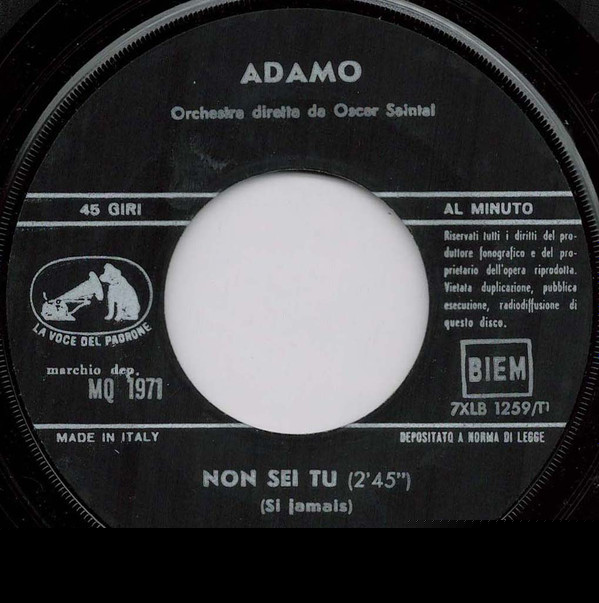 ADAMO
Orchestra diretta da Oscar Saintal
45 GIRI
AL MINUTO
Riservati tutti i diritti del pro-
duttore fonografico e del pro-
prietario dell'opera riprodotta.
Vietata duplicazione, pubblica
esecuzione, radiodiffusione di
questo disco.
LA VOCE DEL PADRONE
marchio dep.
MQ 1971
BIEM
7XLB 1259/T1
MADE IN ITALY
DEPOSITATO A NORMA DI LEGGE
NON SEI TU (2'45")
(Si jamais)